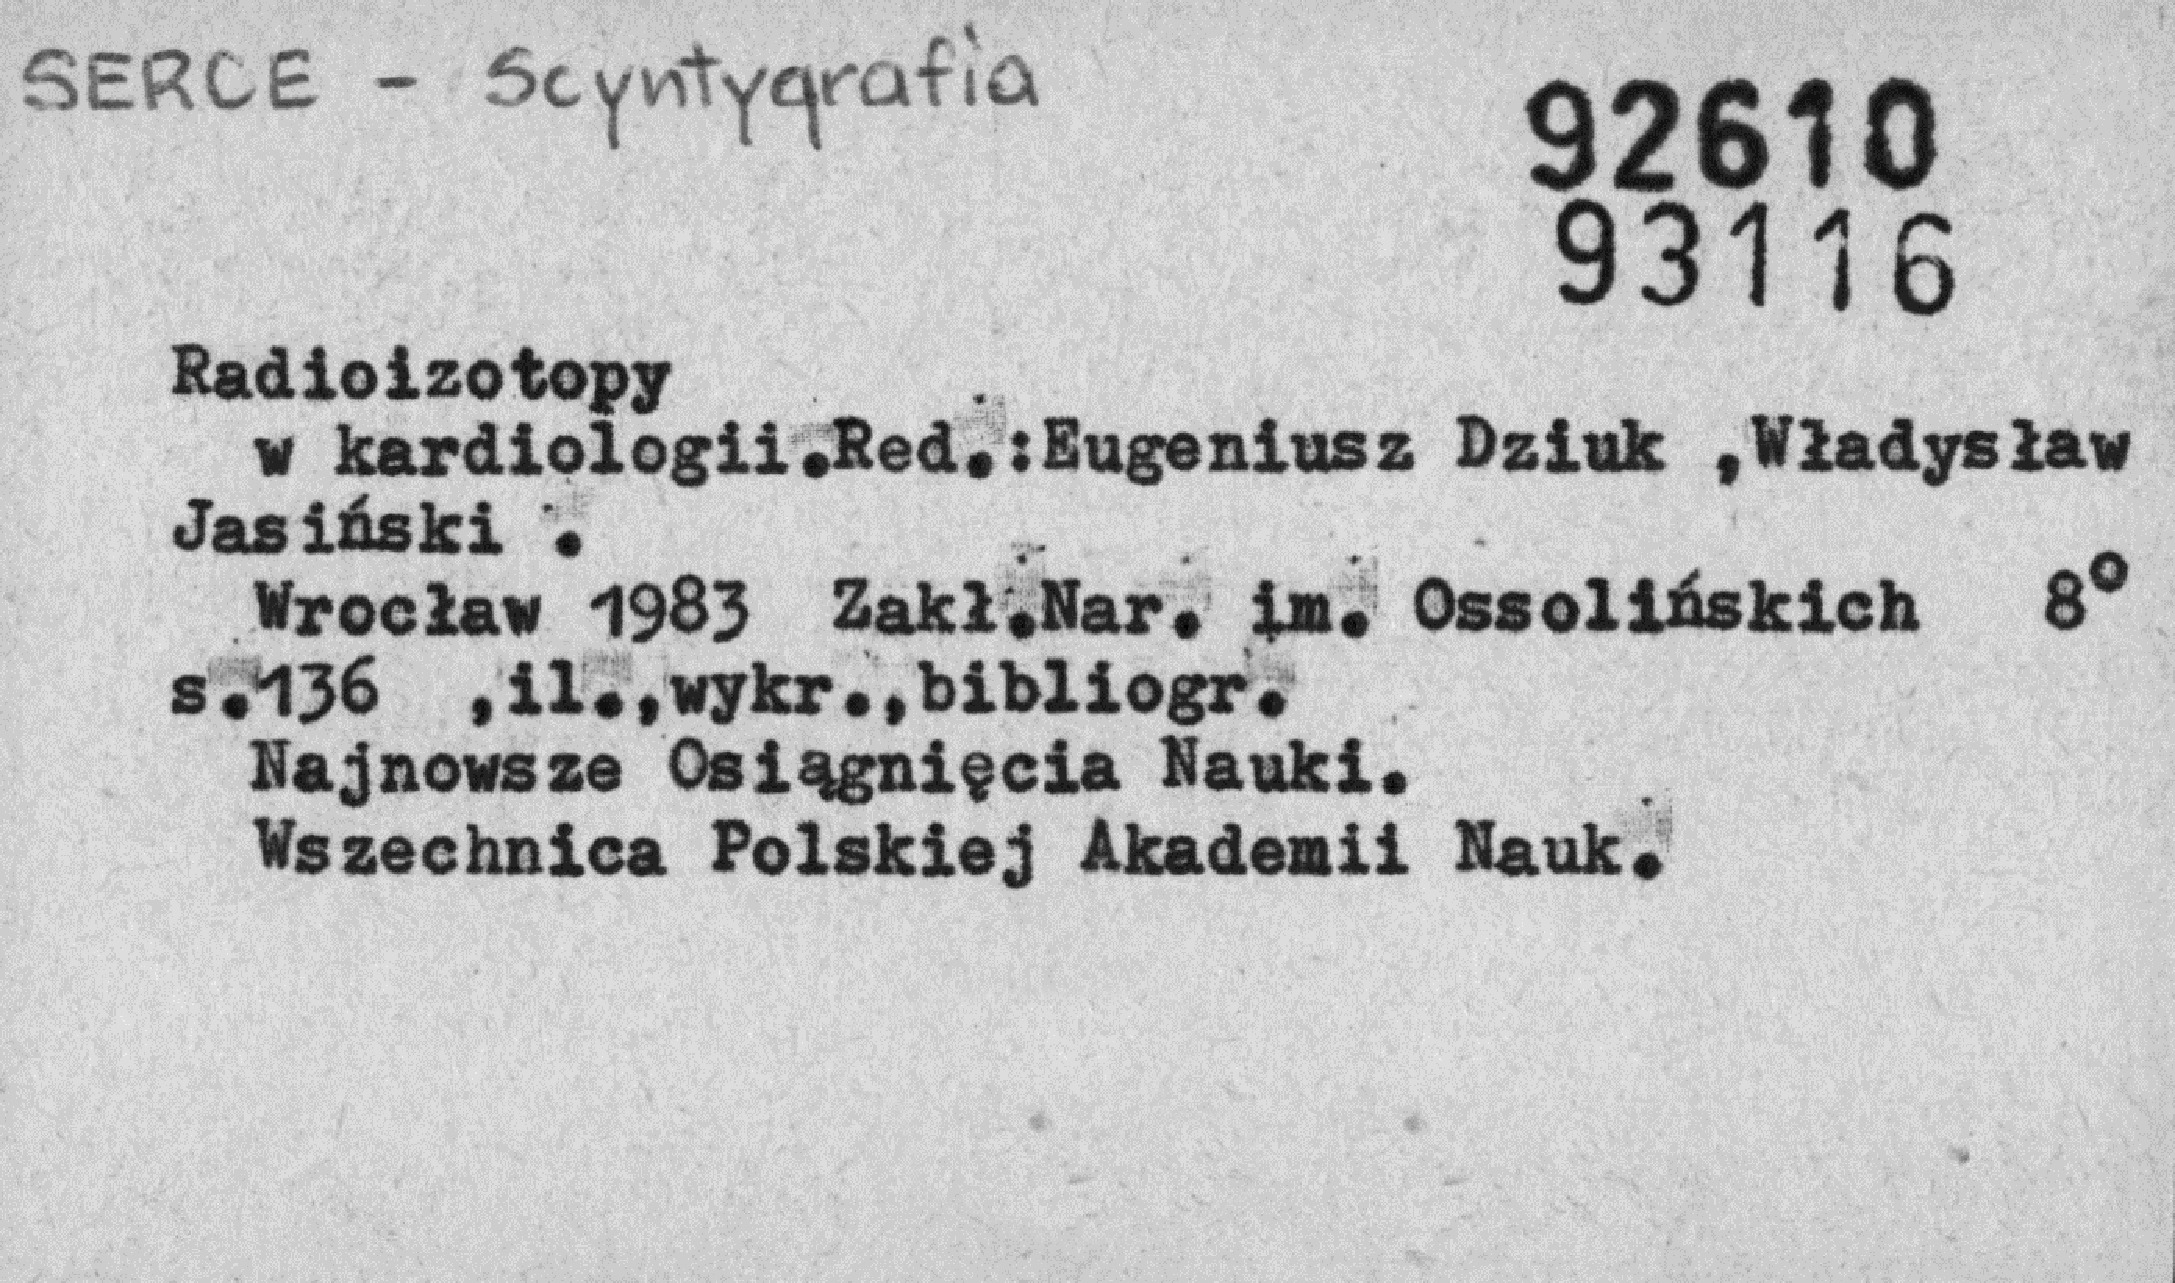 SERCE - Scyntygrafia
92610
93116
Radioizotopy
w kardiologii.Red.:Eugeniusz Dziuk ,Władysław
Jasiński .
Wrocław 1983 Zakł.Nar. im. Ossolińskich 8°
s.136 ,il.,wykr.,bibliogr.
Najnowsze Osiągnięcia Nauki.
Wszechnica Polskiej Akademii Nauk.